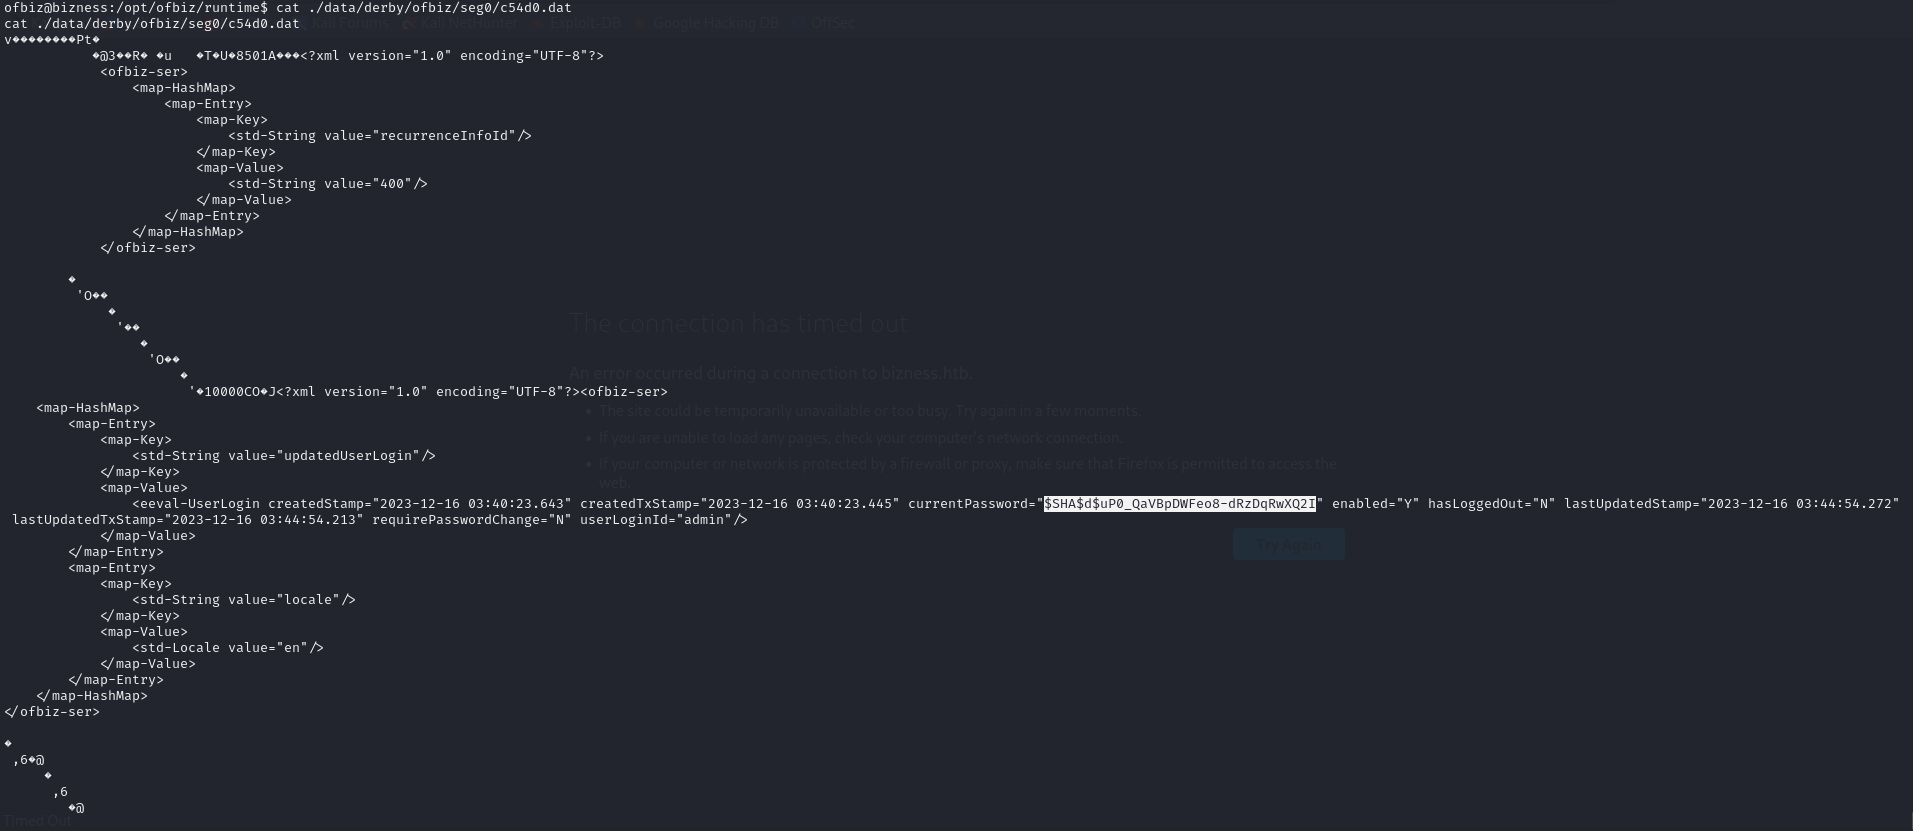 ofbiz@bizness:/opt/ofbiz/runtime$ cat ./data/derby/ofbiz/seg0/c54d0.dat
cat ./data/derby/ofbiz/seg0/c54d0.dat
Kali Forums Kali NetHunter Exploit-DB Google Hacking DB OffSec
v���������Pt�
�@3��R� �u �T�U�8501A���<?xml version="1.0" encoding="UTF-8"?>
<ofbiz-ser>
<map-HashMap>
<map-Entry>
<map-Key>
<std-String value="recurrenceInfoId"/>
</map-Key>
<map-Value>
<std-String value="400"/>
</map-Value>
</map-Entry>
</map-HashMap>
</ofbiz-ser>
�
'O��
�
'��
�
'O��
�
'�10000CO�J<?xml version="1.0" encoding="UTF-8"?><ofbiz-ser>
<map-HashMap>
<map-Entry>
<map-Key>
<std-String value="updatedUserLogin"/>
</map-Key>
<map-Value>
<eeval-UserLogin createdStamp="2023-12-16 03:40:23.643" createdTxStamp="2023-12-16 03:40:23.445" currentPassword="$SHA$d$uP0_QaVBpDWFeo8-dRzDqRwXQ2I" enabled="Y" hasLoggedOut="N" lastUpdatedStamp="2023-12-16 03:44:54.272"
lastUpdatedTxStamp="2023-12-16 03:44:54.213" requirePasswordChange="N" userLoginId="admin"/>
</map-Value>
</map-Entry>
<map-Entry>
<map-Key>
<std-String value="locale"/>
</map-Key>
<map-Value>
<std-Locale value="en"/>
</map-Value>
</map-Entry>
</map-HashMap>
</ofbiz-ser>
�
,6�@
�
,6
�@
The connection has timed out
An error occurred during a connection to bizness.htb.
The site could be temporarily unavailable or too busy. Try again in a few moments.
If you are unable to load any pages, check your computer's network connection.
If your computer or network is protected by a firewall or proxy, make sure that Firefox is permitted to access the
web.
Try Again
Timed Out